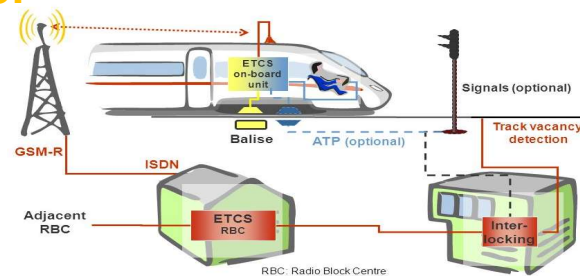 ETCS
on-board
unit
Signals (optional)
Balise
ATP (optional)
Track vacancy
detection
GSM-R
ISDN
Adjacent
RBC
ETCS
RBC
Inter-
locking
RBC: Radio Block Centre